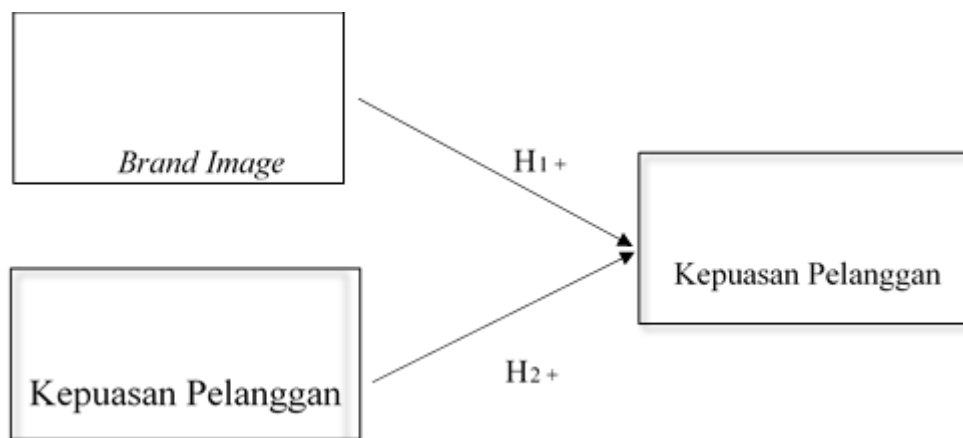 Brand Image
H1 +
Kepuasan Pelanggan
H2 +
Kepuasan Pelanggan